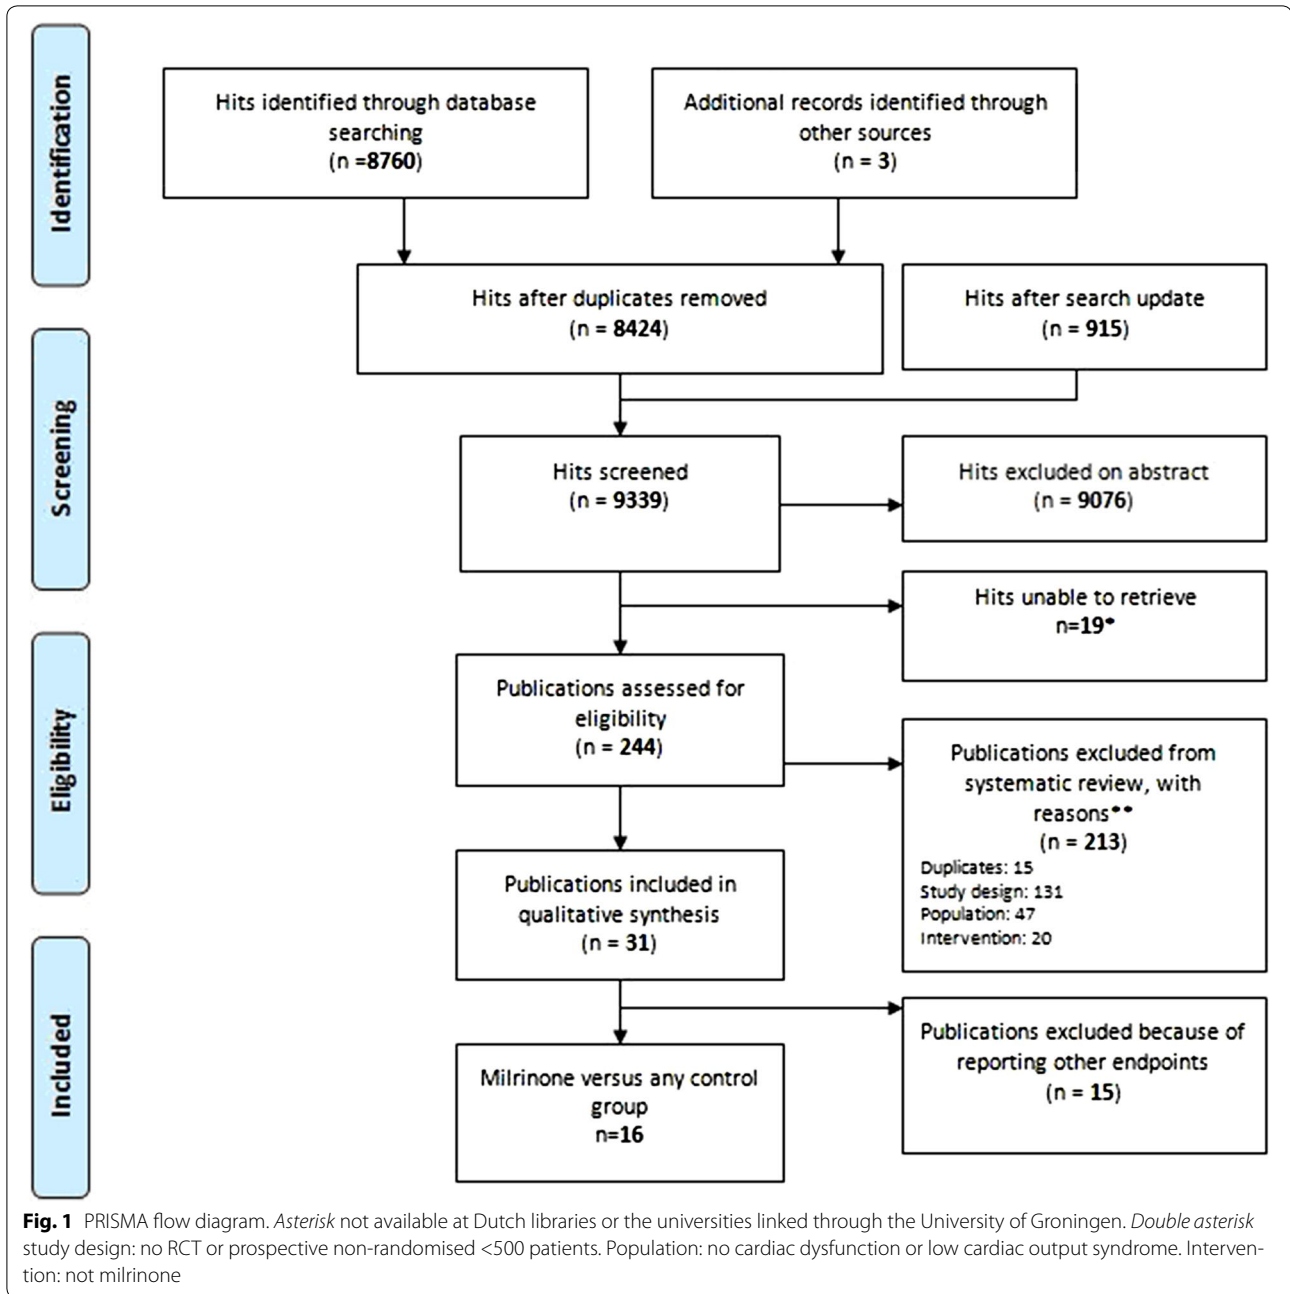 Identification
Hits identified through database
searching
(n =8760)
Additional records identified through
other sources
(n = 3)
Hits after duplicates removed
(n = 8424)
Hits after search update
(n = 915)
Screening
Hits screened
(n = 9339)
Hits excluded on abstract
(n = 9076)
Hits unable to retrieve
n=19*
Eligibility
Publications assessed for
eligibility
(n = 244)
Publications excluded from
systematic review, with
reasons**
(n = 213)
Duplicates: 15
Study design: 131
Population: 47
Intervention: 20
Publications included in
qualitative synthesis
(n = 31)
Included
Publications excluded because of
reporting other endpoints
(n = 15)
Milrinone versus any control
group
n=16
Fig. 1 PRISMA flow diagram. Asterisk not available at Dutch libraries or the universities linked through the University of Groningen. Double asterisk
study design: no RCT or prospective non-randomised <500 patients. Population: no cardiac dysfunction or low cardiac output syndrome. Interven-
tion: not milrinone